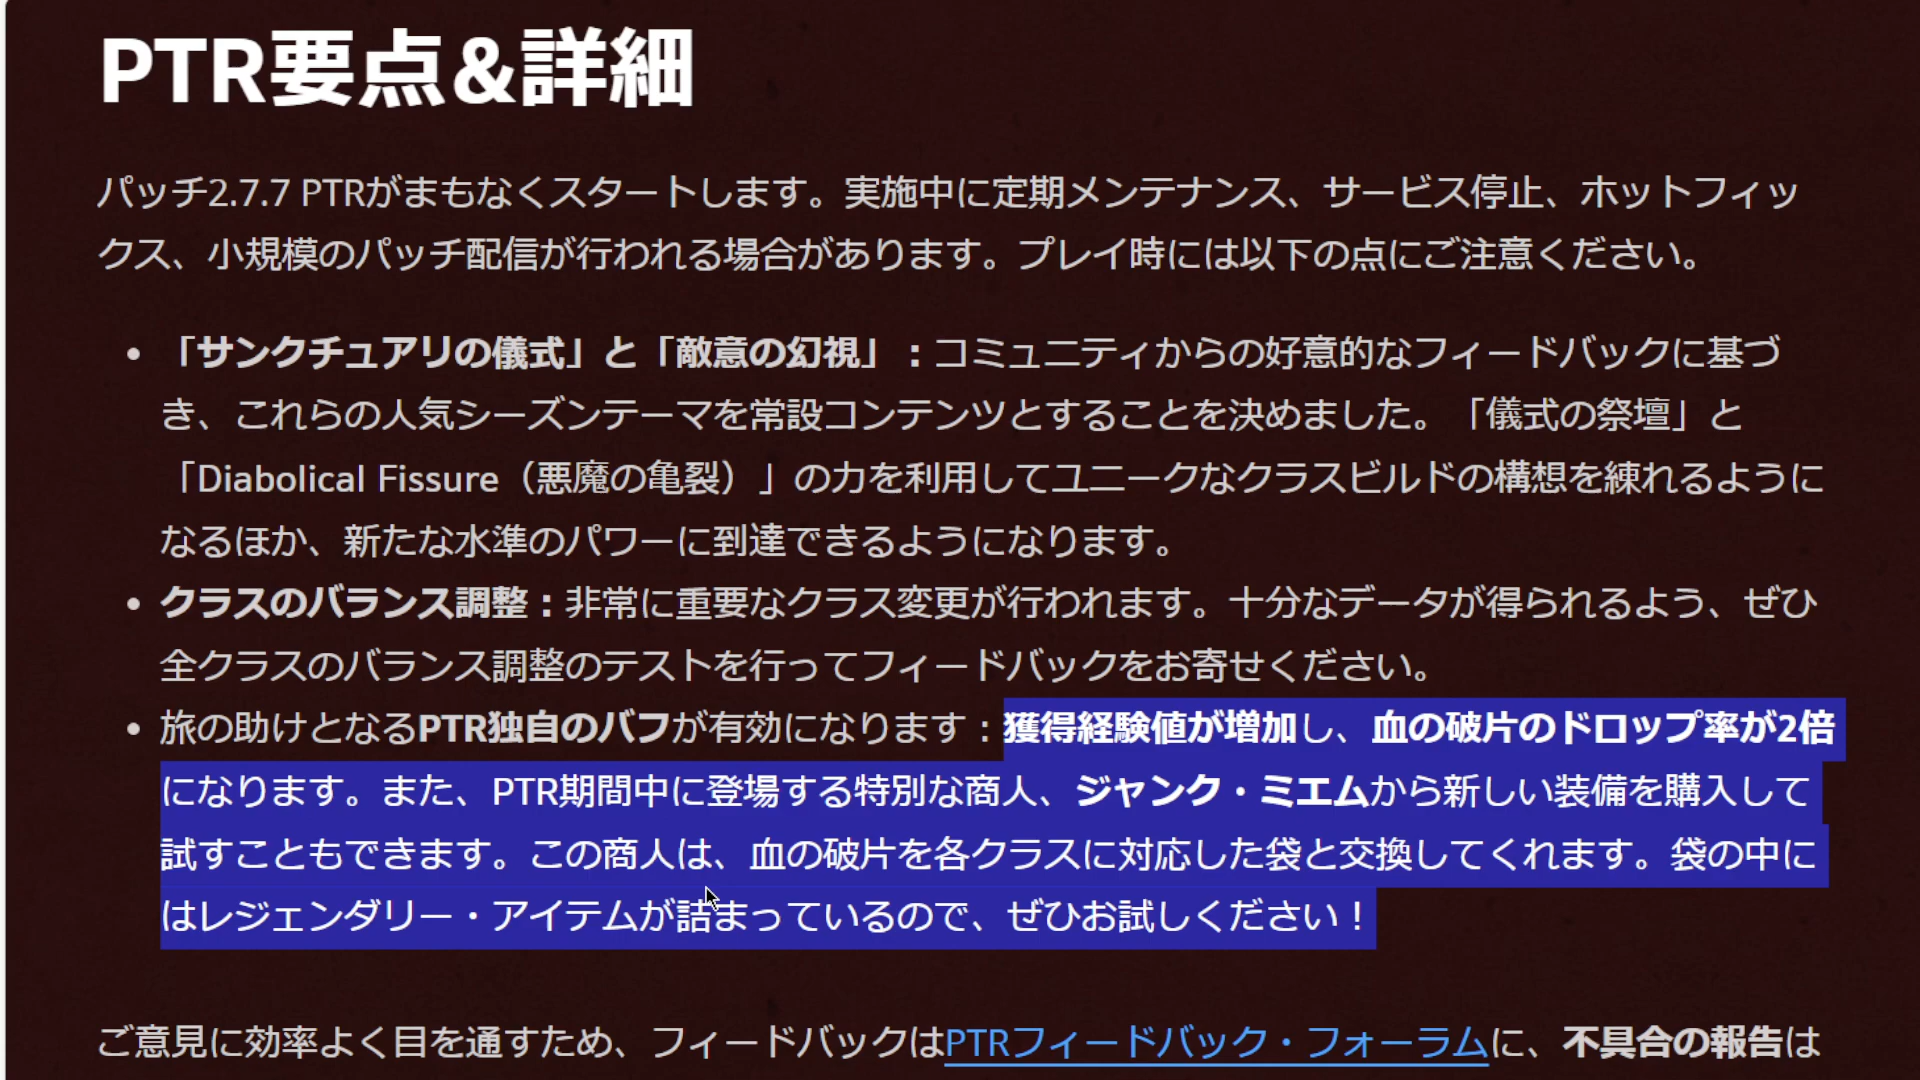 PTR要点&詳細
パッチ2.7.7 PTRがまもなくスタートします。実施中に定期メンテナンス、サービス停止、ホットフィッ
クス、小規模のパッチ配信が行われる場合があります。プレイ時には以下の点にご注意ください。
• 「サンクチュアリの儀式」と「敵意の幻視」：コミュニティからの好意的なフィードバックに基づ
き、これらの人気シーズンテーマを常設コンテンツとすることを決めました。「儀式の祭壇」と
「Diabolical Fissure（悪魔の亀裂）」の力を利用してユニークなクラスビルドの構想を練れるように
なるほか、新たな水準のパワーに到達できるようになります。
• クラスのバランス調整：非常に重要なクラス変更が行われます。十分なデータが得られるよう、ぜひ
全クラスのバランス調整のテストを行ってフィードバックをお寄せください。
• 旅の助けとなるPTR独自のバフが有効になります：獲得経験値が増加し、血の破片のドロップ率が2倍
になります。また、PTR期間中に登場する特別な商人、ジャンク・ミエムから新しい装備を購入して
試すこともできます。この商人は、血の破片を各クラスに対応した袋と交換してくれます。袋の中に
はレジェンダリー・アイテムが詰まっているので、ぜひお試しください！
ご意見に効率よく目を通すため、フィードバックはPTRフィードバック・フォーラムに、不具合の報告は